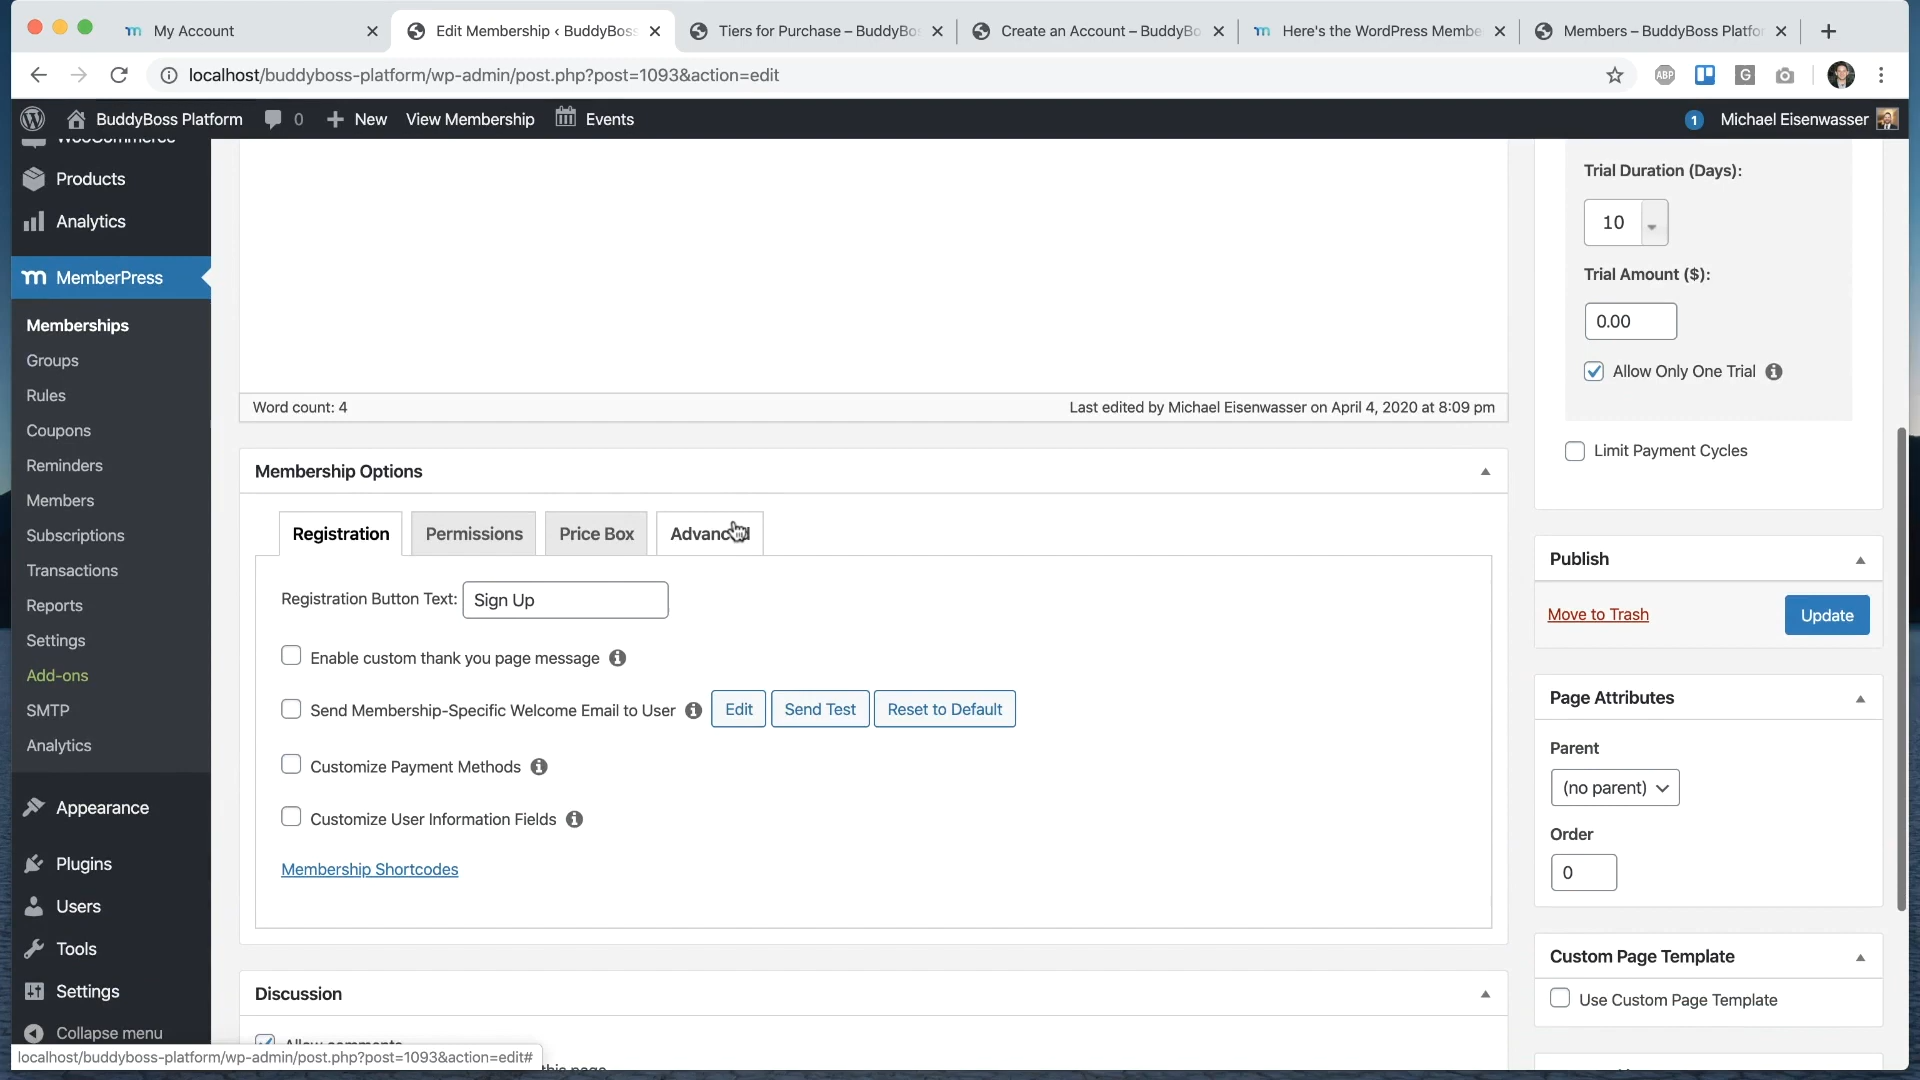 My Account
Edit Membership ‹ BuddyBoss
Tiers for Purchase – BuddyBos
Create an Account – BuddyBo
Here's the WordPress Membe
Members – BuddyBoss Platfor
localhost/buddyboss-platform/wp-admin/post.php?post=1093&action=edit
ABP
G
BuddyBoss Platform
0
New
View Membership
Events
1
Michael Eisenwasser
WooCommerce
Products
Analytics
MemberPress
Memberships
Groups
Rules
Coupons
Reminders
Members
Subscriptions
Transactions
Reports
Settings
Add-ons
SMTP
Analytics
Appearance
Plugins
Users
Tools
Settings
Collapse menu
Word count: 4
Last edited by Michael Eisenwasser on April 4, 2020 at 8:09 pm
Membership Options
Registration
Permissions
Price Box
Advanced
Registration Button Text:
Sign Up
Enable custom thank you page message
Send Membership-Specific Welcome Email to User
Edit
Send Test
Reset to Default
Customize Payment Methods
Customize User Information Fields
Membership Shortcodes
Discussion
Allow comments
this page
Trial Duration (Days):
10
Trial Amount ($):
0.00
Allow Only One Trial
Limit Payment Cycles
Publish
Move to Trash
Update
Page Attributes
Parent
(no parent)
Order
0
Custom Page Template
Use Custom Page Template
localhost/buddyboss-platform/wp-admin/post.php?post=1093&action=edit#